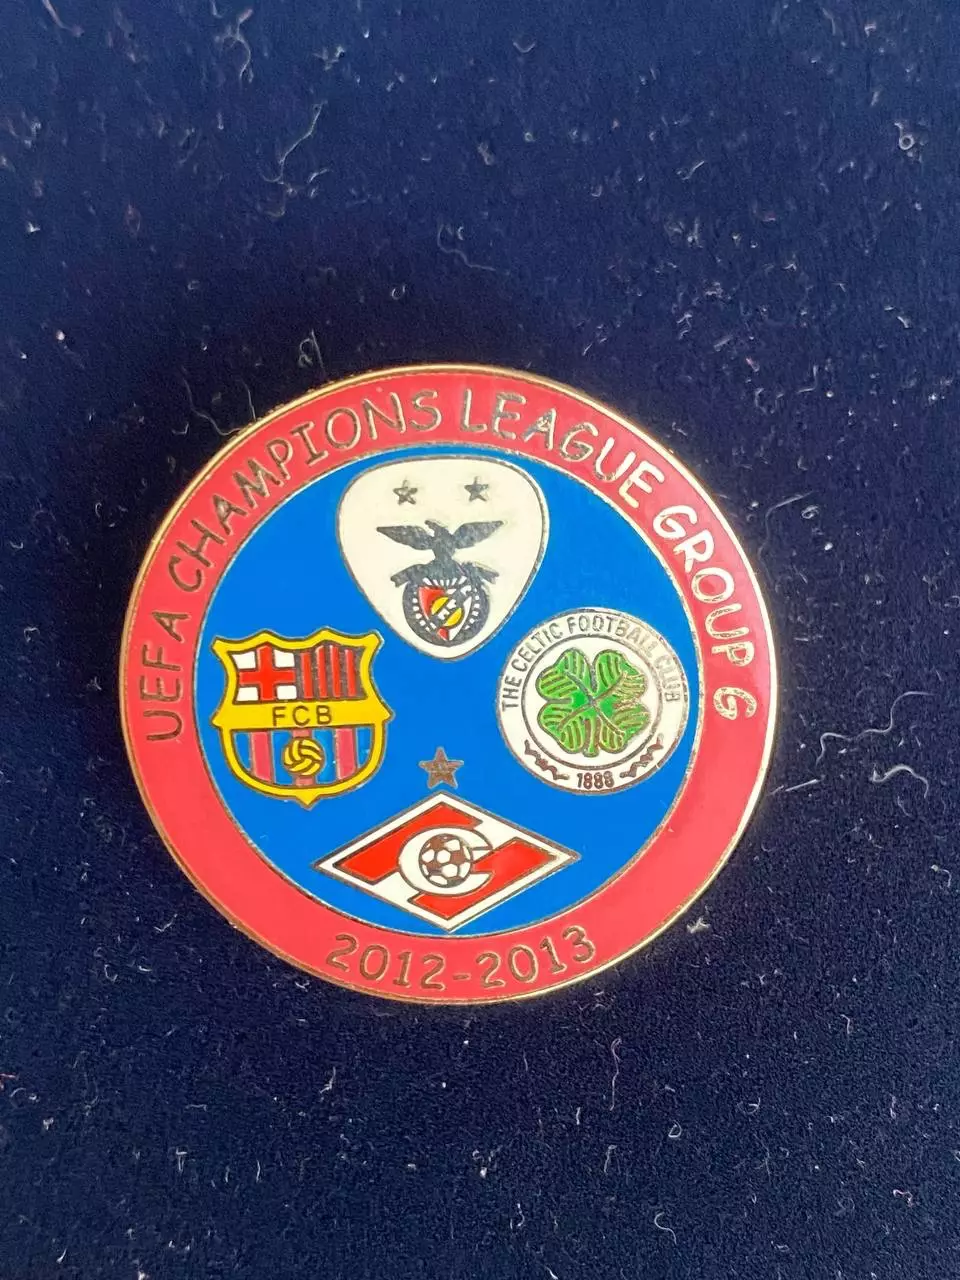 UEFA CHAMPIONS LEAGUE GROUP G
FCB
THE CELTIC FOOTBALL CLUB
1888
2012-2013